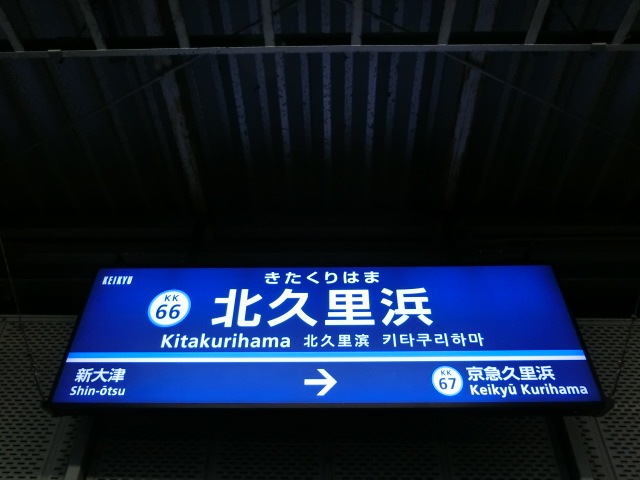 KEIKYU
きたくりはま
KK
66
北久里浜
Kitakurihama 北久里滨 키타쿠리하마
新大津
Shin-ōtsu
→
KK
67
京急久里浜
Keikyū Kurihama